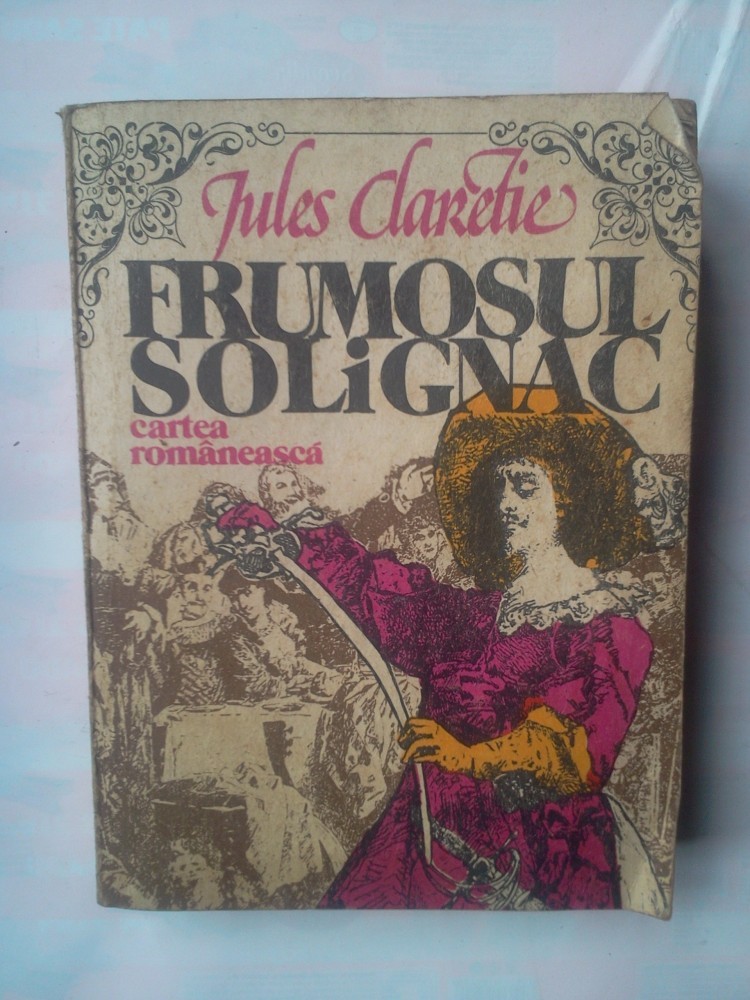 Jules Claretie
FRUMOSUL
SOLiGNAC
cartea
românească